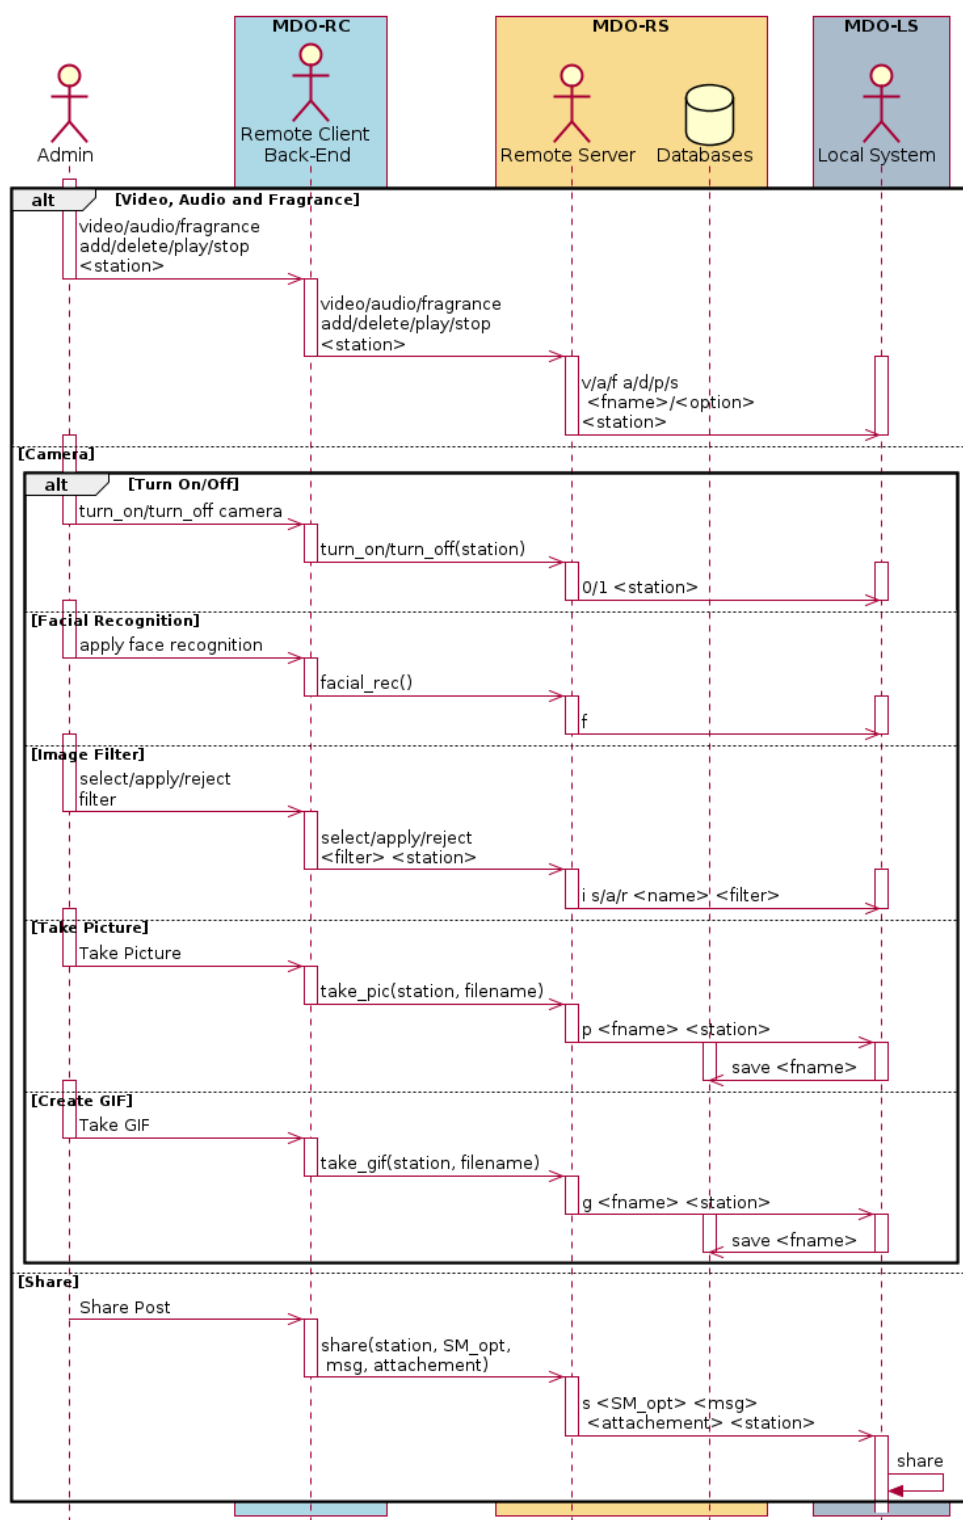 MDO-RC
MDO-RS
MDO-LS
Admin
Remote Client
Back-End
Remote Server
Databases
Local System
alt
[Video, Audio and Fragrance]
video/audio/fragrance
add/delete/play/stop
<station>
video/audio/fragrance
add/delete/play/stop
<station>
v/a/f a/d/p/s
<fname>/<option>
<station>
[Camera]
alt
[Turn On/Off]
turn_on/turn_off camera
turn_on/turn_off(station)
0/1 <station>
[Facial Recognition]
apply face recognition
facial_rec()
f
[Image Filter]
select/apply/reject
filter
select/apply/reject
<filter> <station>
i s/a/r <name> <filter>
[Take Picture]
Take Picture
take_pic(station, filename)
p <fname> <station>
save <fname>
[Create GIF]
Take GIF
take_gif(station, filename)
g <fname> <station>
save <fname>
[Share]
Share Post
share(station, SM_opt,
msg, attachement)
s <SM_opt> <msg>
<attachement> <station>
share